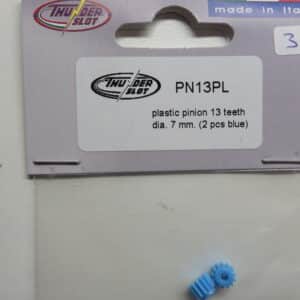 THUNDER
SLOT
made in Ita
3
THUNDER
SLOT
PN13PL
plastic pinion 13 teeth
dia. 7 mm. (2 pcs blue)